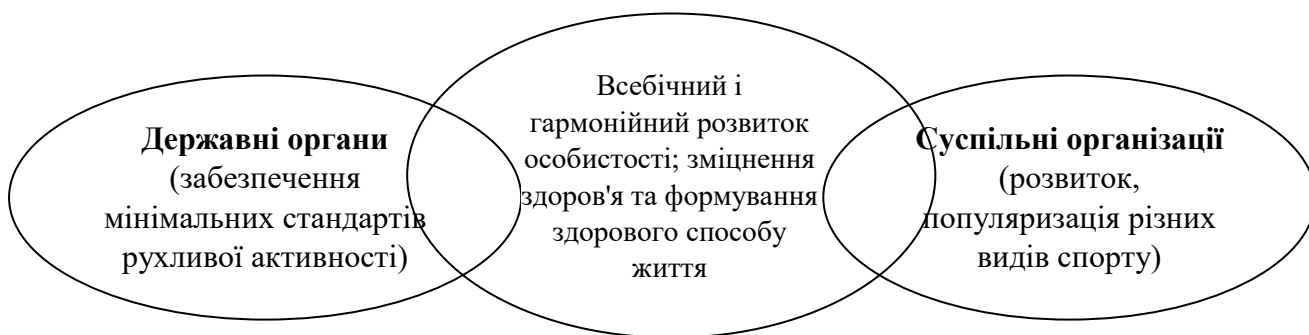 Державні органи
(забезпечення
мінімальних стандартів
рухливої активності)
Всебічний і
гармонійний розвиток
особистості; зміцнення
здоров'я та формування
здорового способу
життя
Суспільні організації
(розвиток,
популяризація різних
видів спорту)